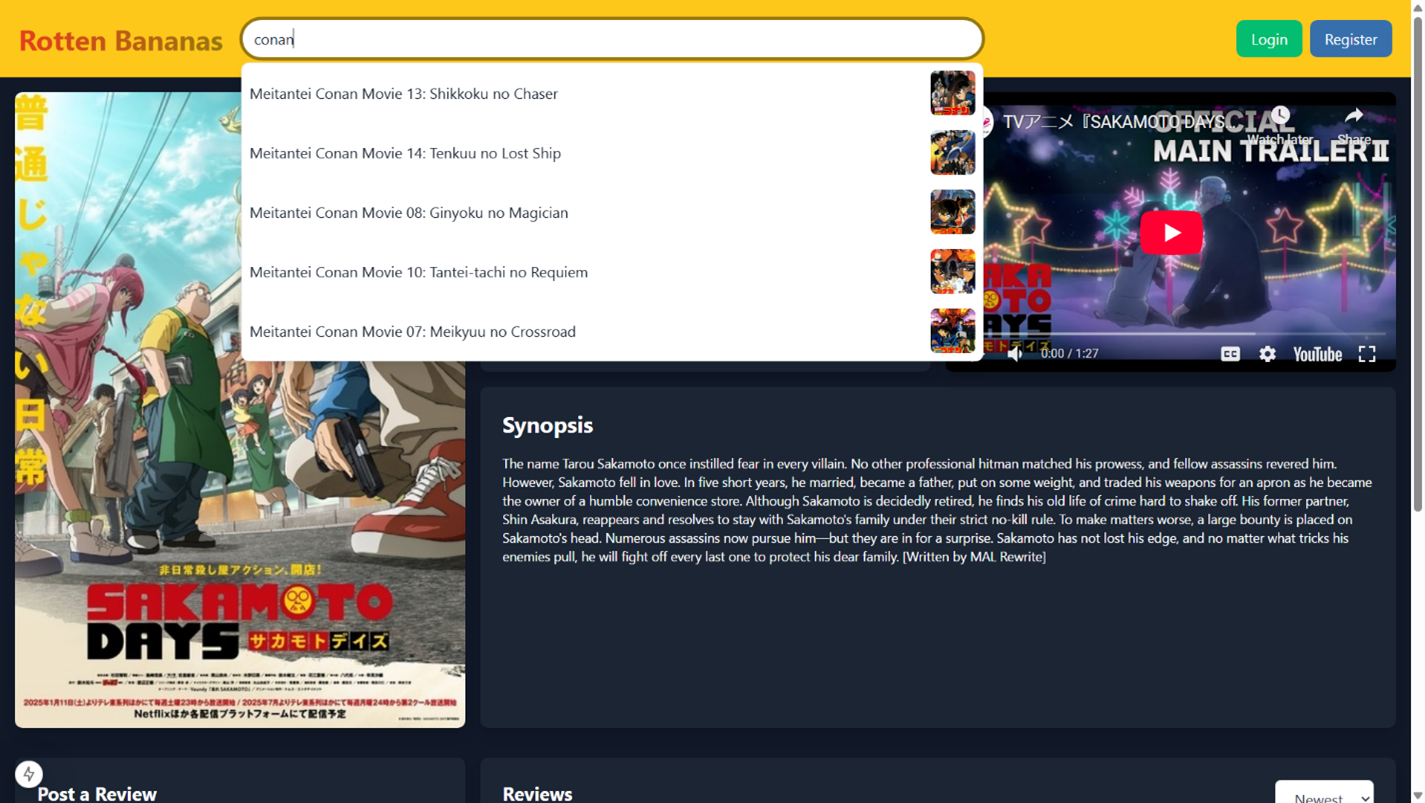 Rotten Bananas
conan
Login
Register
Meitantei Conan Movie 13: Shikkoku no Chaser
Meitantei Conan Movie 14: Tenkuu no Lost Ship
Meitantei Conan Movie 08: Ginyoku no Magician
Meitantei Conan Movie 10: Tantei-tachi no Requiem
Meitantei Conan Movie 07: Meikyuu no Crossroad
普通じゃない日常
TVアニメ『SAKAMOTO DAYS...
Watch later
Share
OFFICIAL
MAIN TRAILER II
0:00 / 1:27
CC
YouTube
Synopsis
The name Tarou Sakamoto once instilled fear in every villain. No other professional hitman matched his prowess, and fellow assassins revered him.
However, Sakamoto fell in love. In five short years, he married, became a father, put on some weight, and traded his weapons for an apron as he became
the owner of a humble convenience store. Although Sakamoto is decidedly retired, he finds his old life of crime hard to shake off. His former partner,
Shin Asakura, reappears and resolves to stay with Sakamoto's family under their strict no-kill rule. To make matters worse, a large bounty is placed on
Sakamoto's head. Numerous assassins now pursue him—but they are in for a surprise. Sakamoto has not lost his edge, and no matter what tricks his
enemies pull, he will fight off every last one to protect his dear family. [Written by MAL Rewrite]
非日常殺し屋アクション、開店！
SAKAMOTO
DAYS サカモトデイズ
2025年1月11日(土)よりテレ東系列ほかにて毎週土曜23時から放送開始 / 2025年7月よりテレ東系列ほかにて毎週月曜24時から第2クール放送開始
Netflixほか各配信プラットフォームにて配信予定
Post a Review
Reviews
Newest